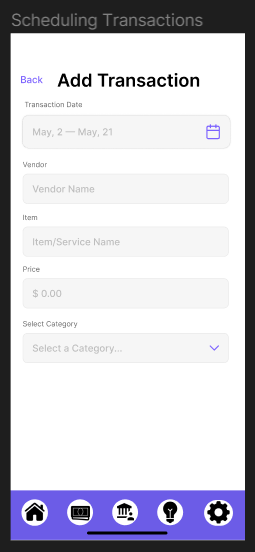 Scheduling Transactions
Back Add Transaction
Transaction Date
May, 2 — May, 21
Vendor
Vendor Name
Item
Item/Service Name
Price
$ 0.00
Select Category
Select a Category...